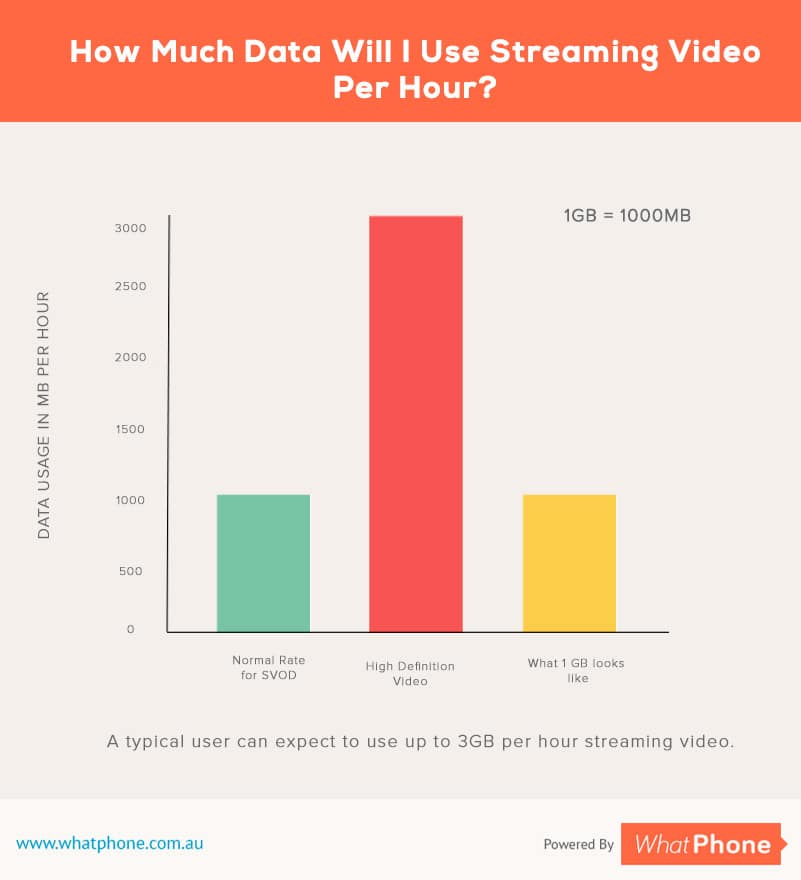 How Much Data Will I Use Streaming Video
Per Hour?
1GB = 1000MB
DATA USAGE IN MB PER HOUR
3000
2500
2000
1500
1000
500
0
Normal Rate
for SVOD
High Definition
Video
What 1 GB looks
like
A typical user can expect to use up to 3GB per hour streaming video.
www.whatphone.com.au
Powered By
WhatPhone